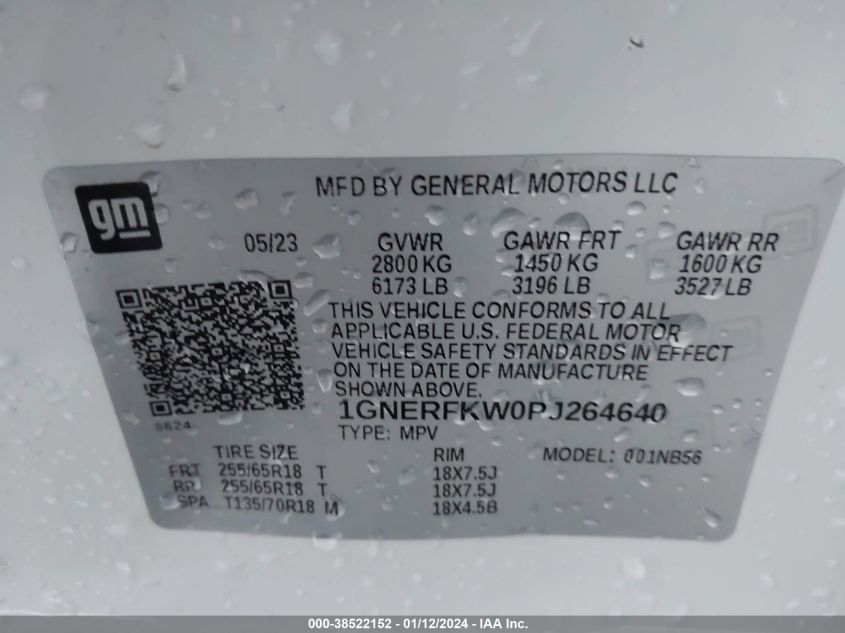 MFD BY GENERAL MOTORS LLC
gm
05/23 GVWR GAWR FRT GAWR RR
2800 KG 1450 KG 1600 KG
6173 LB 3196 LB 3527 LB
THIS VEHICLE CONFORMS TO ALL
APPLICABLE U.S. FEDERAL MOTOR
VEHICLE SAFETY STANDARDS IN EFFECT
ON THE DATE OF MANUFACTURE
SHOWN ABOVE.
1GNERFKW0PJ264640
S624
TYPE: MPV MODEL: 001NB56
TIRE SIZE RIM
FRT 255/65R18 T 18X7.5J
RR 255/65R18 T 18X7.5J
SPA T135/70R18 M 18X4.5B
000-38522152 - 01/12/2024 - IAA Inc.